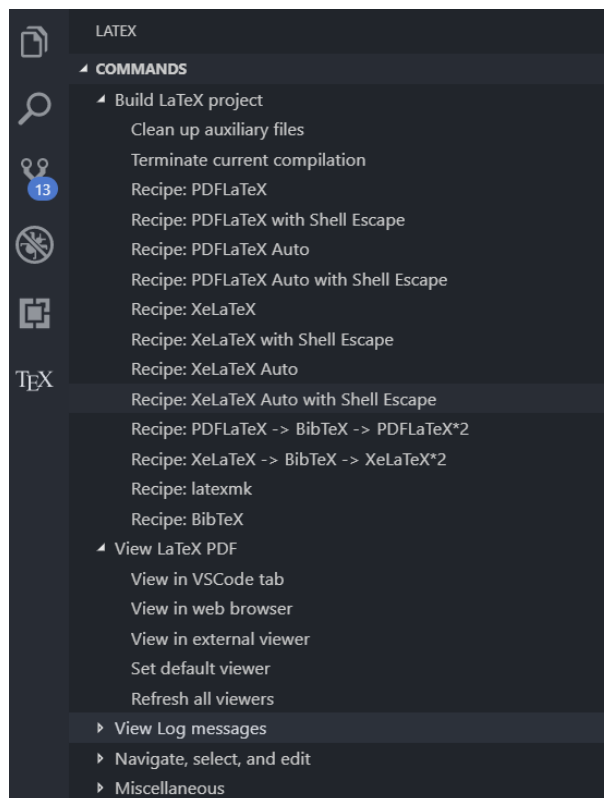 LATEX
COMMANDS
Build LaTeX project
Clean up auxiliary files
Terminate current compilation
Recipe: PDFLaTeX
13
Recipe: PDFLaTeX with Shell Escape
Recipe: PDFLaTeX Auto
Recipe: PDFLaTeX Auto with Shell Escape
Recipe: XeLaTeX
Recipe: XeLaTeX with Shell Escape
Recipe: XeLaTeX Auto
TEX
Recipe: XeLaTeX Auto with Shell Escape
Recipe: PDFLaTeX -> BibTeX -> PDFLaTeX*2
Recipe: XeLaTeX -> BibTeX -> XeLaTeX*2
Recipe: latexmk
Recipe: BibTeX
View LaTeX PDF
View in VSCode tab
View in web browser
View in external viewer
Set default viewer
Refresh all viewers
View Log messages
Navigate, select, and edit
Miscellaneous